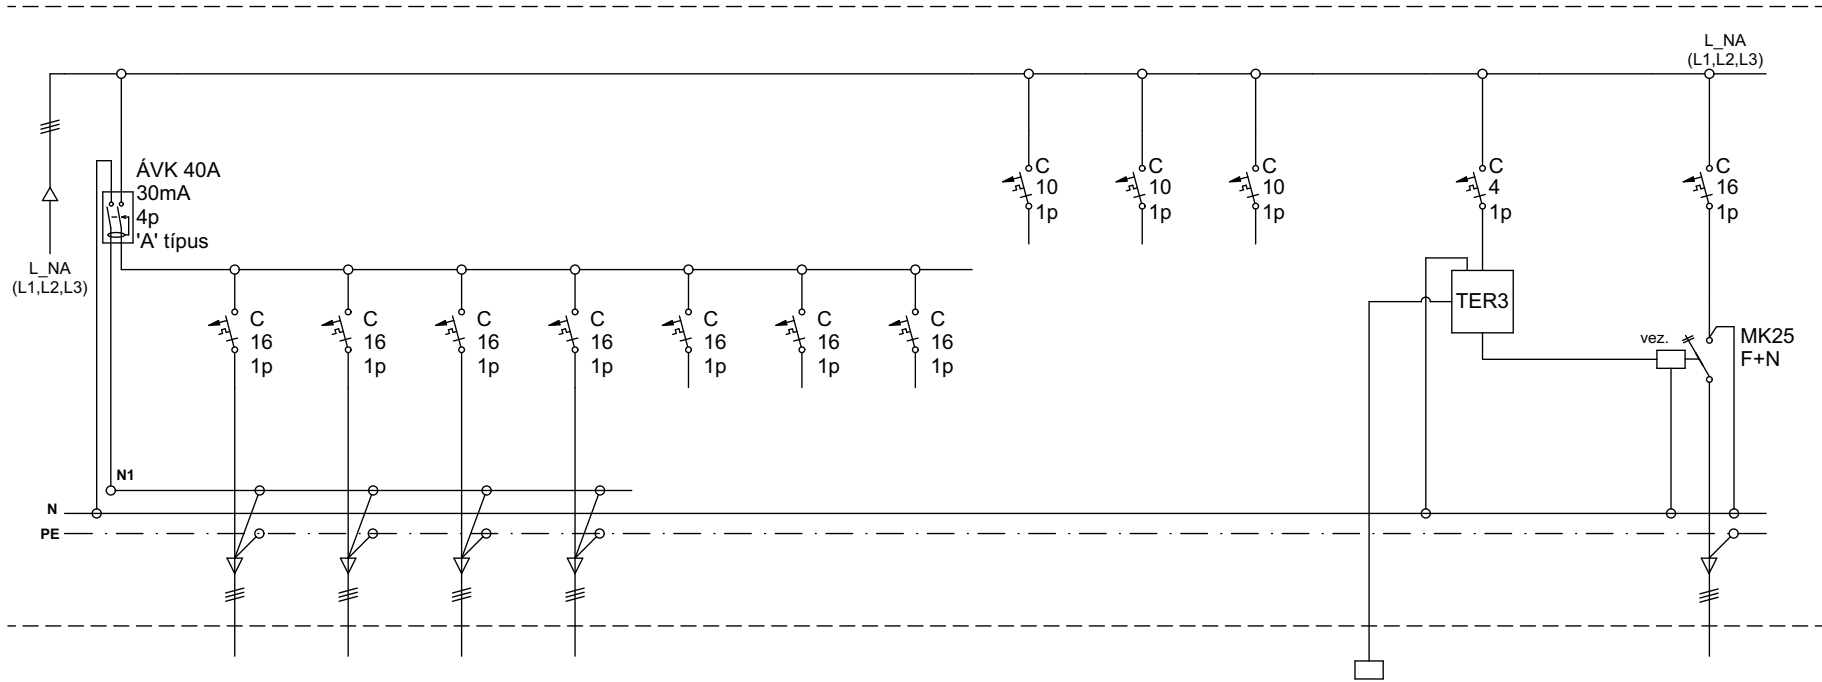 L_NA
(L1,L2,L3)
ÁVK 40A
30mA
4p
'A' típus
L_NA
(L1,L2,L3)
C
10
1p
C
10
1p
C
10
1p
C
4
1p
C
16
1p
C
16
1p
C
16
1p
C
16
1p
C
16
1p
C
16
1p
C
16
1p
C
16
1p
TER3
vez.
MK25
F+N
N1
N
PE